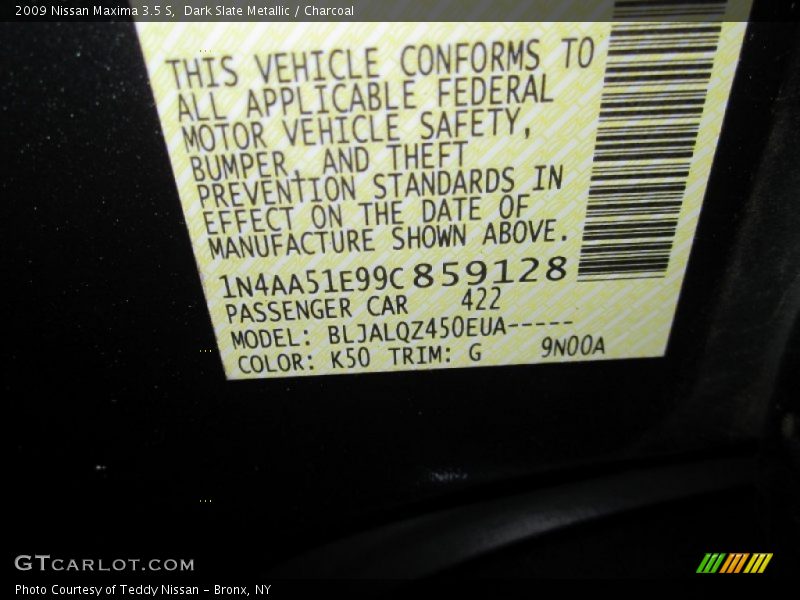 2009 Nissan Maxima 3.5 S,  Dark Slate Metallic / Charcoal
THIS VEHICLE CONFORMS TO
ALL APPLICABLE FEDERAL
MOTOR VEHICLE SAFETY,
BUMPER, AND THEFT
PREVENTION STANDARDS IN
EFFECT ON THE DATE OF
MANUFACTURE SHOWN ABOVE.
1N4AA51E99C859128
PASSENGER CAR 422
MODEL: BLJALQZ450EUA-----
COLOR: K50 TRIM: G 9N00A
GTCARLOT.COM
Photo Courtesy of Teddy Nissan - Bronx, NY